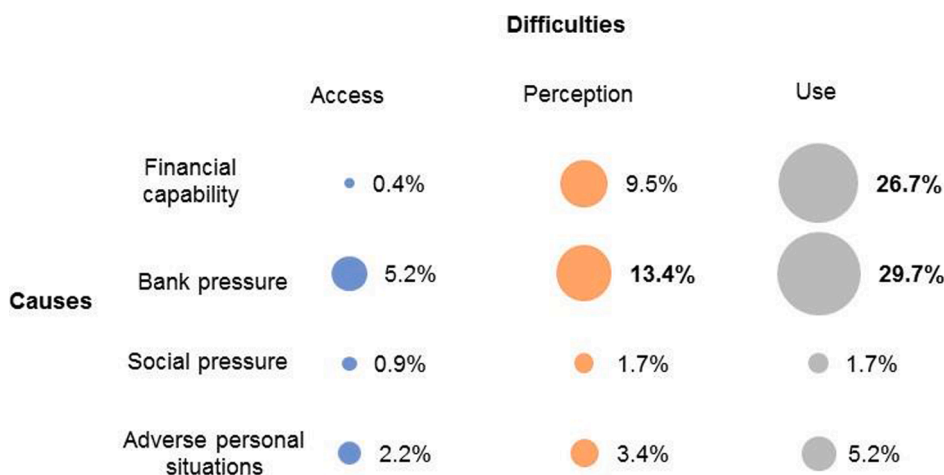 Difficulties
Access Perception Use
Financial
capability
0.4% 9.5% 26.7%
Bank pressure 5.2% 13.4% 29.7%
Causes
Social pressure 0.9% 1.7% 1.7%
Adverse personal
situations
2.2% 3.4% 5.2%